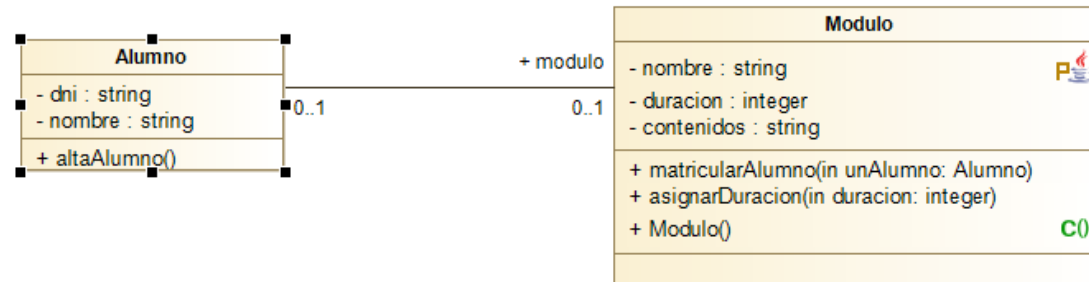 Alumno
- dni : string
- nombre : string
+ altaAlumno()
0..1
+ modulo
0..1
Modulo
- nombre : string
P
- duracion : integer
- contenidos : string
+ matricularAlumno(in unAlumno: Alumno)
+ asignarDuracion(in duracion: integer)
+ Modulo()
C()